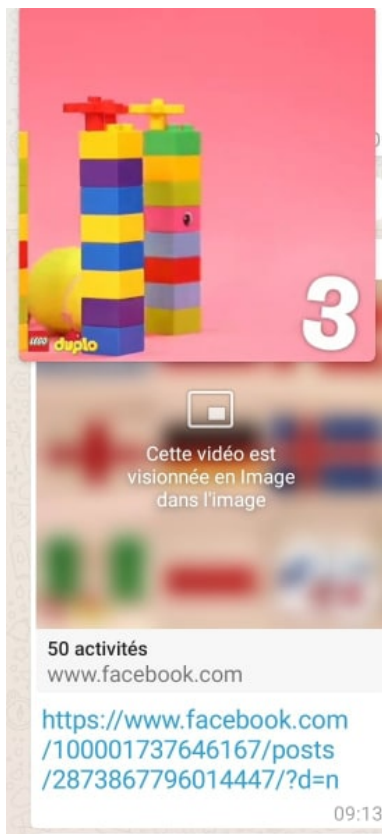 LEGO duplo
3
Cette vidéo est
visionnée en Image
dans l'image
50 activités
www.facebook.com
https://www.facebook.com
/100001737646167/posts
/2873867796014447/?d=n
09:13